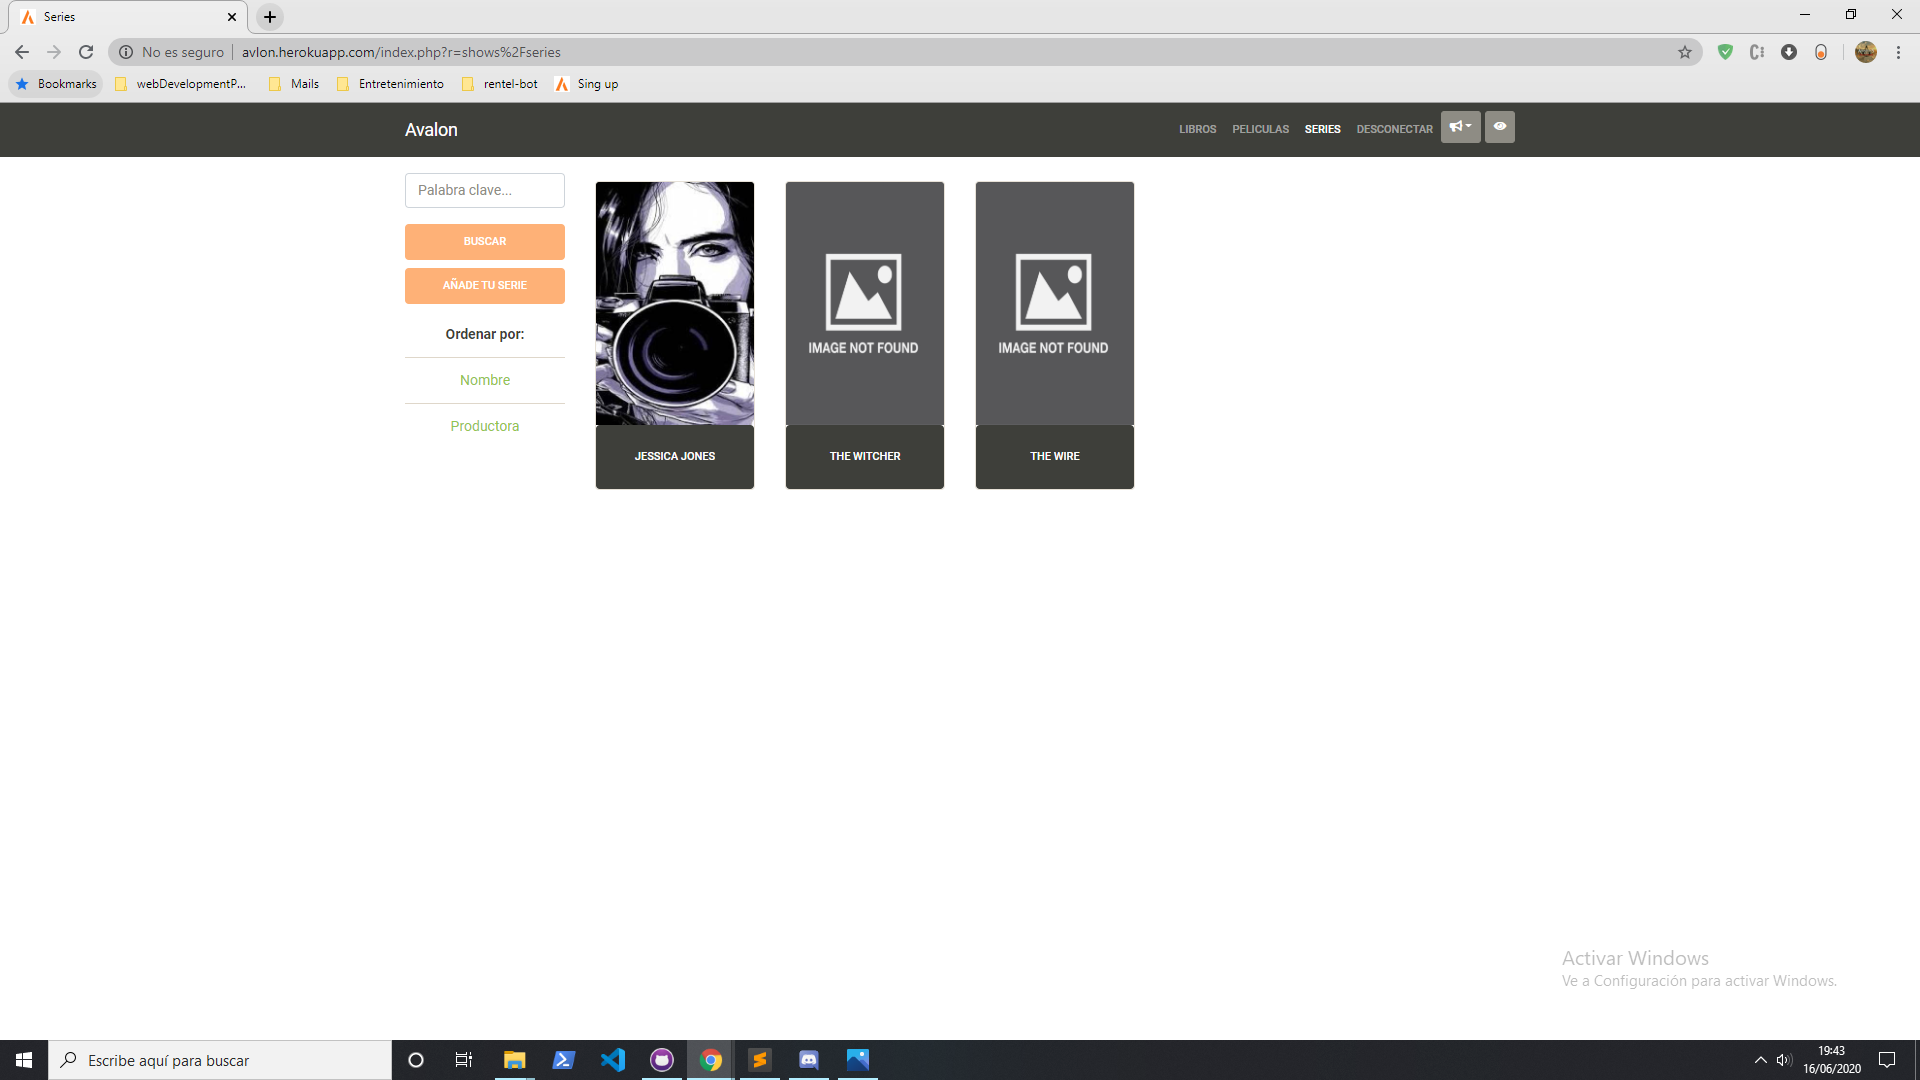 Series
No es seguro
avlon.herokuapp.com/index.php?r=shows%2Fseries
Bookmarks
webDevelopmentP...
Mails
Entretenimiento
rentel-bot
Sing up
Avalon
LIBROS
PELICULAS
SERIES
DESCONECTAR
Palabra clave...
BUSCAR
AÑADE TU SERIE
Ordenar por:
Nombre
Productora
JESSICA JONES
IMAGE NOT FOUND
THE WITCHER
IMAGE NOT FOUND
THE WIRE
Activar Windows
Ve a Configuración para activar Windows.
Escribe aquí para buscar
19:43
16/06/2020